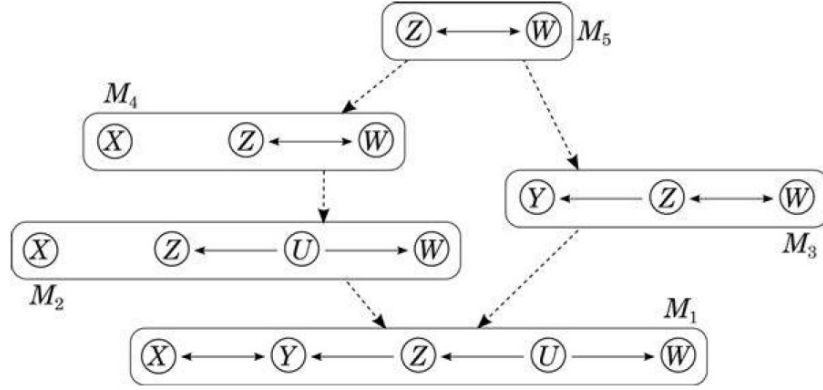 Z W M₅
M₄
X Z W
Y Z W
M₃
X Z U W
M₂
M₁
X Y Z U W